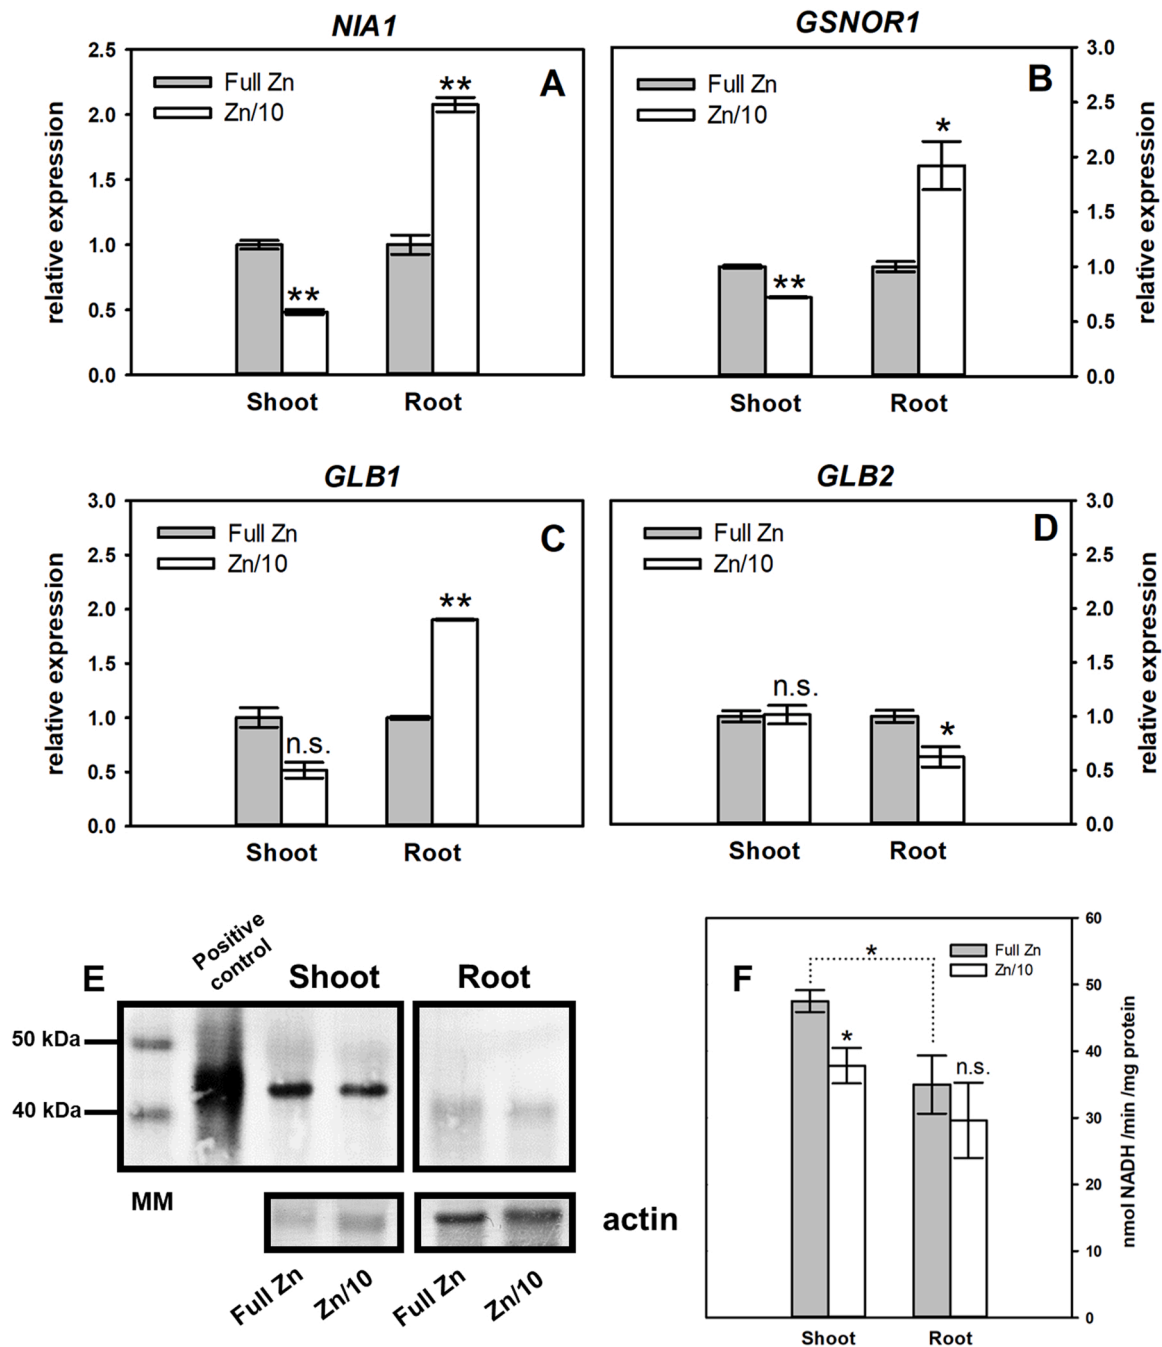 NIA1
2.5
2.0
1.5
1.0
0.5
0.0
relative expression
Full Zn
Zn/10
A
**
**
Shoot
Root
GSNOR1
3.0
2.5
2.0
1.5
1.0
0.5
0.0
relative expression
Full Zn
Zn/10
B
**
*
Shoot
Root
GLB1
3.0
2.5
2.0
1.5
1.0
0.5
0.0
relative expression
Full Zn
Zn/10
C
n.s.
**
Shoot
Root
GLB2
3.0
2.5
2.0
1.5
1.0
0.5
0.0
relative expression
Full Zn
Zn/10
D
n.s.
*
Shoot
Root
E
Positive
control
Shoot
Root
50 kDa
40 kDa
MM
actin
Full Zn
Zn/10
Full Zn
Zn/10
F
Full Zn
Zn/10
*
*
n.s.
60
50
40
30
20
10
0
nmol NADH /min /mg protein
Shoot
Root